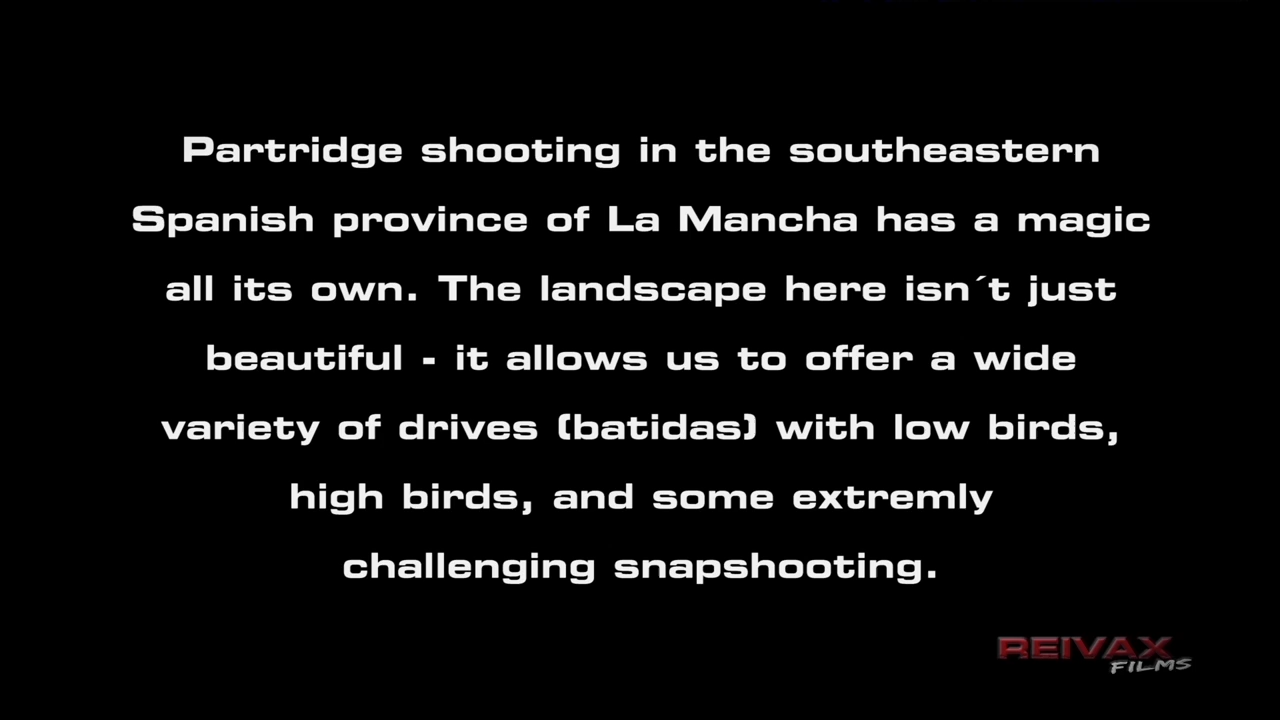 Partridge shooting in the southeastern
Spanish province of La Mancha has a magic
all its own. The landscape here isn´t just
beautiful - it allows us to offer a wide
variety of drives (batidas) with low birds,
high birds, and some extremly
challenging snapshooting.
REIVAX
FILMS